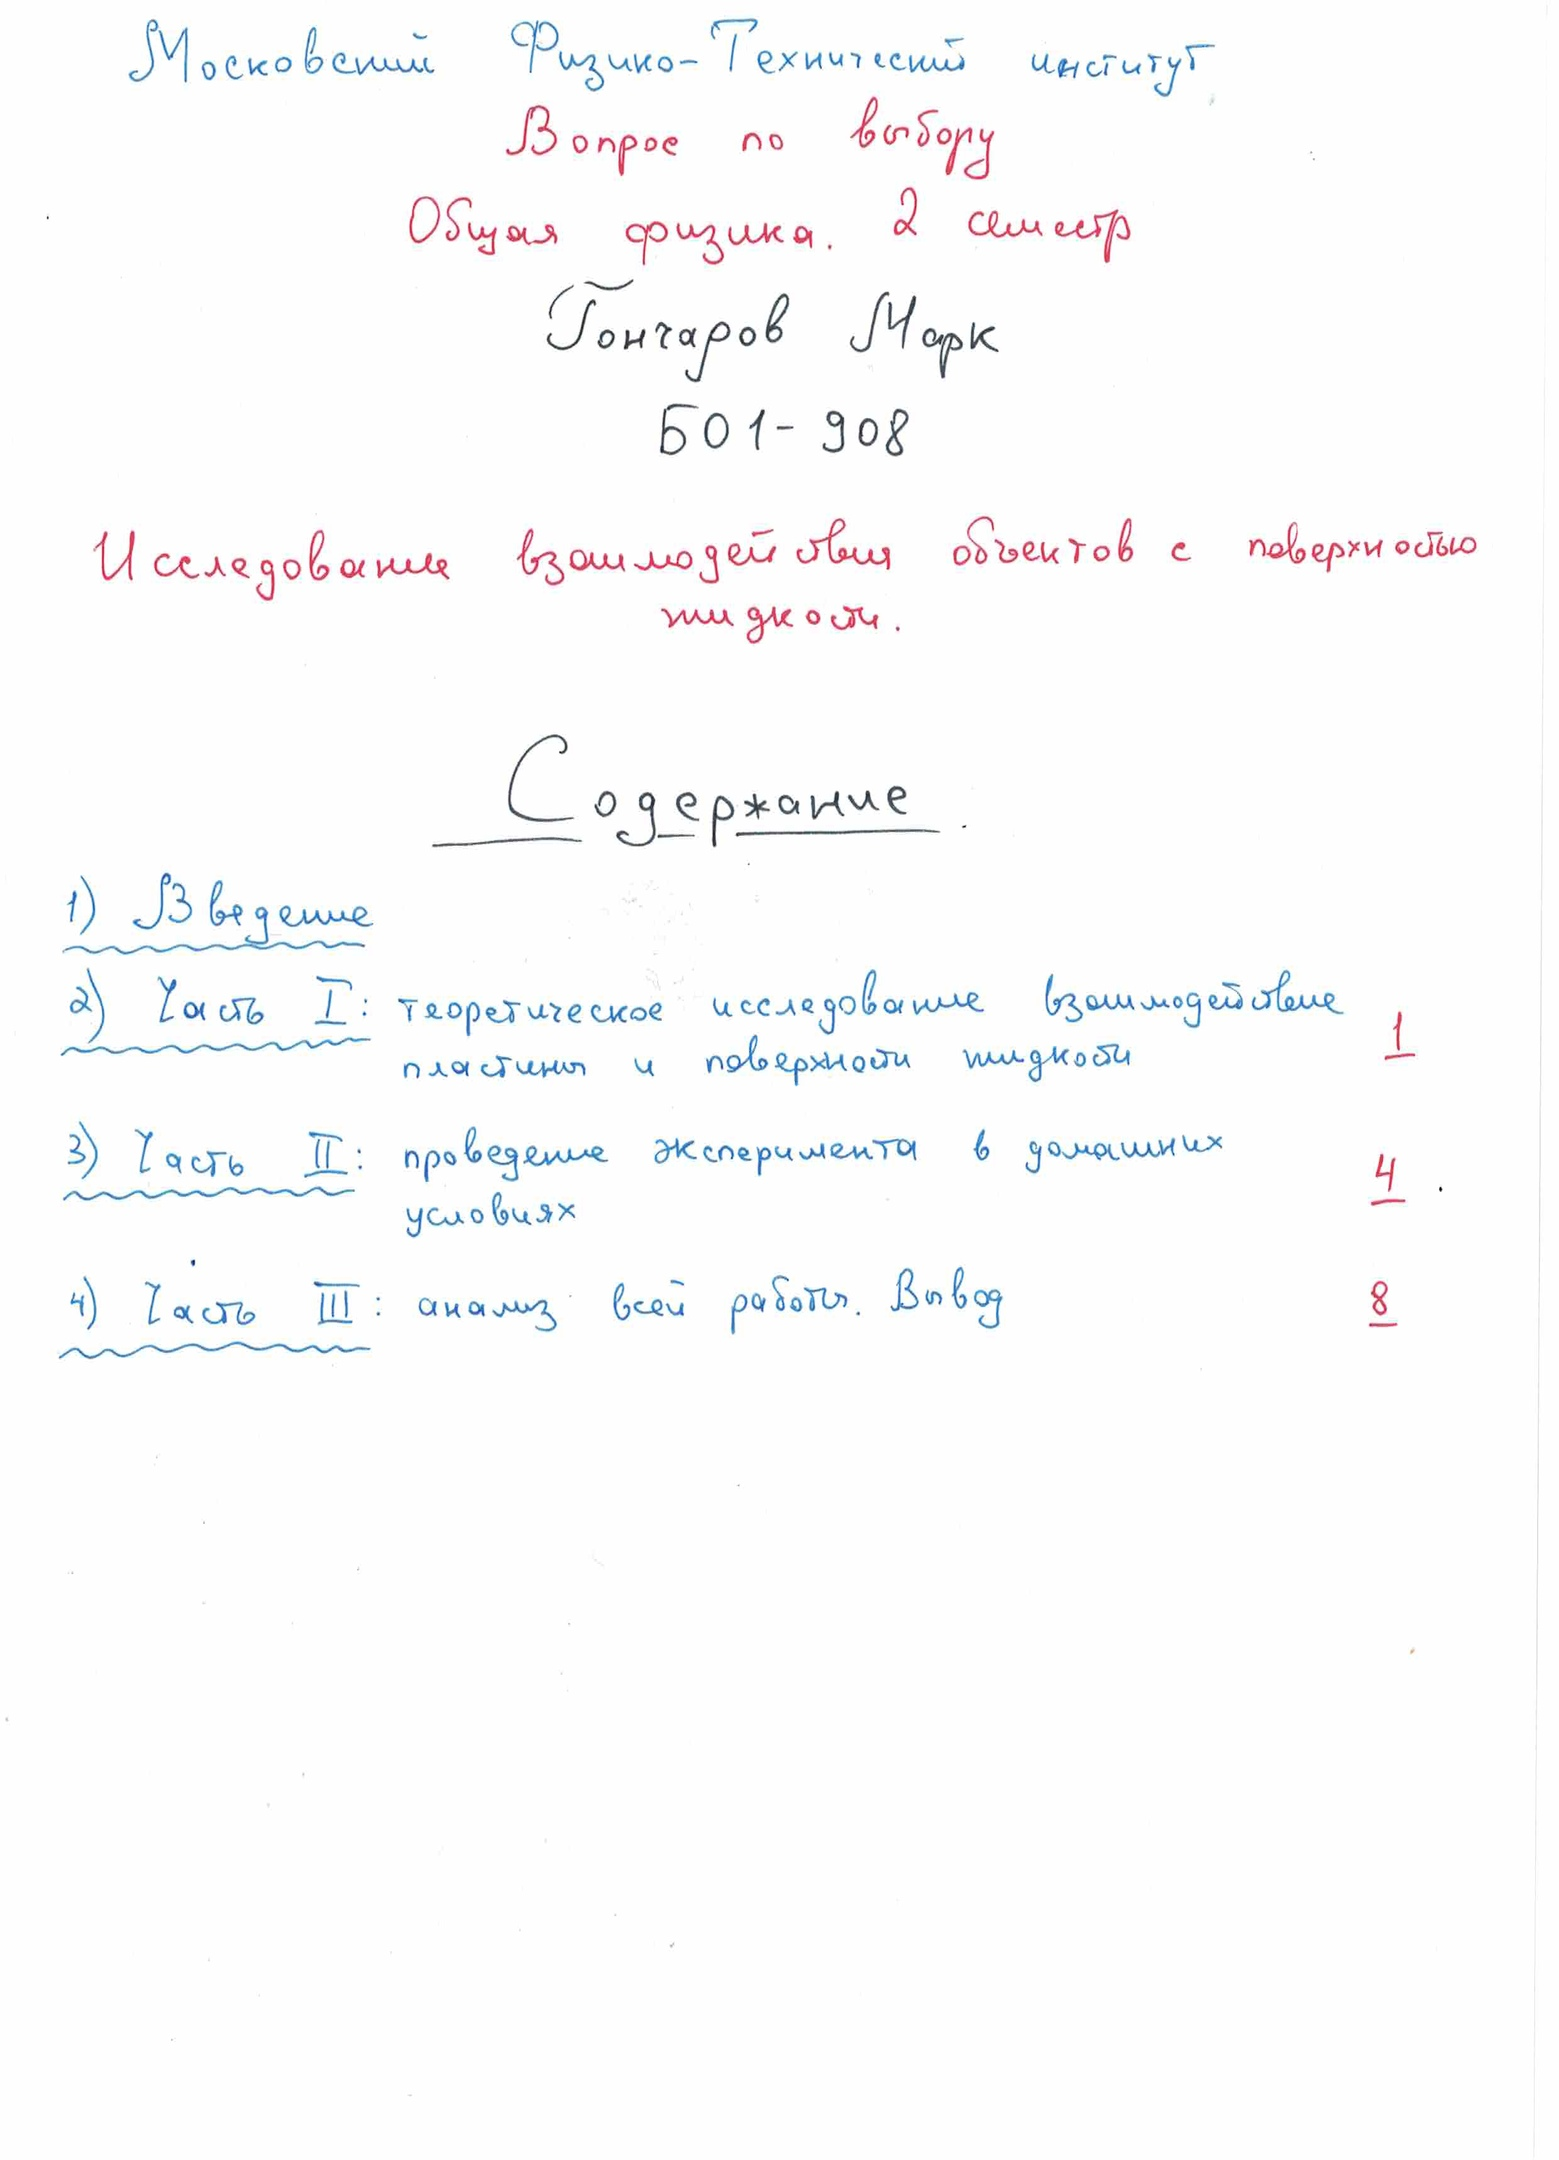 Московский Физико-Технический институт
Вопрос по выбору
Общая физика. 2 семестр
Гончаров Марк
Б01-908
Исследование взаимодействия объектов с поверхностью
жидкости.
Содержание
1) Введение
2) Часть I: теоретическое исследование взаимодействие
пластины и поверхности жидкости 1
3) Часть II: проведение эксперимента в домашних
условиях 4
4) Часть III: анализ всей работы. Вывод 8